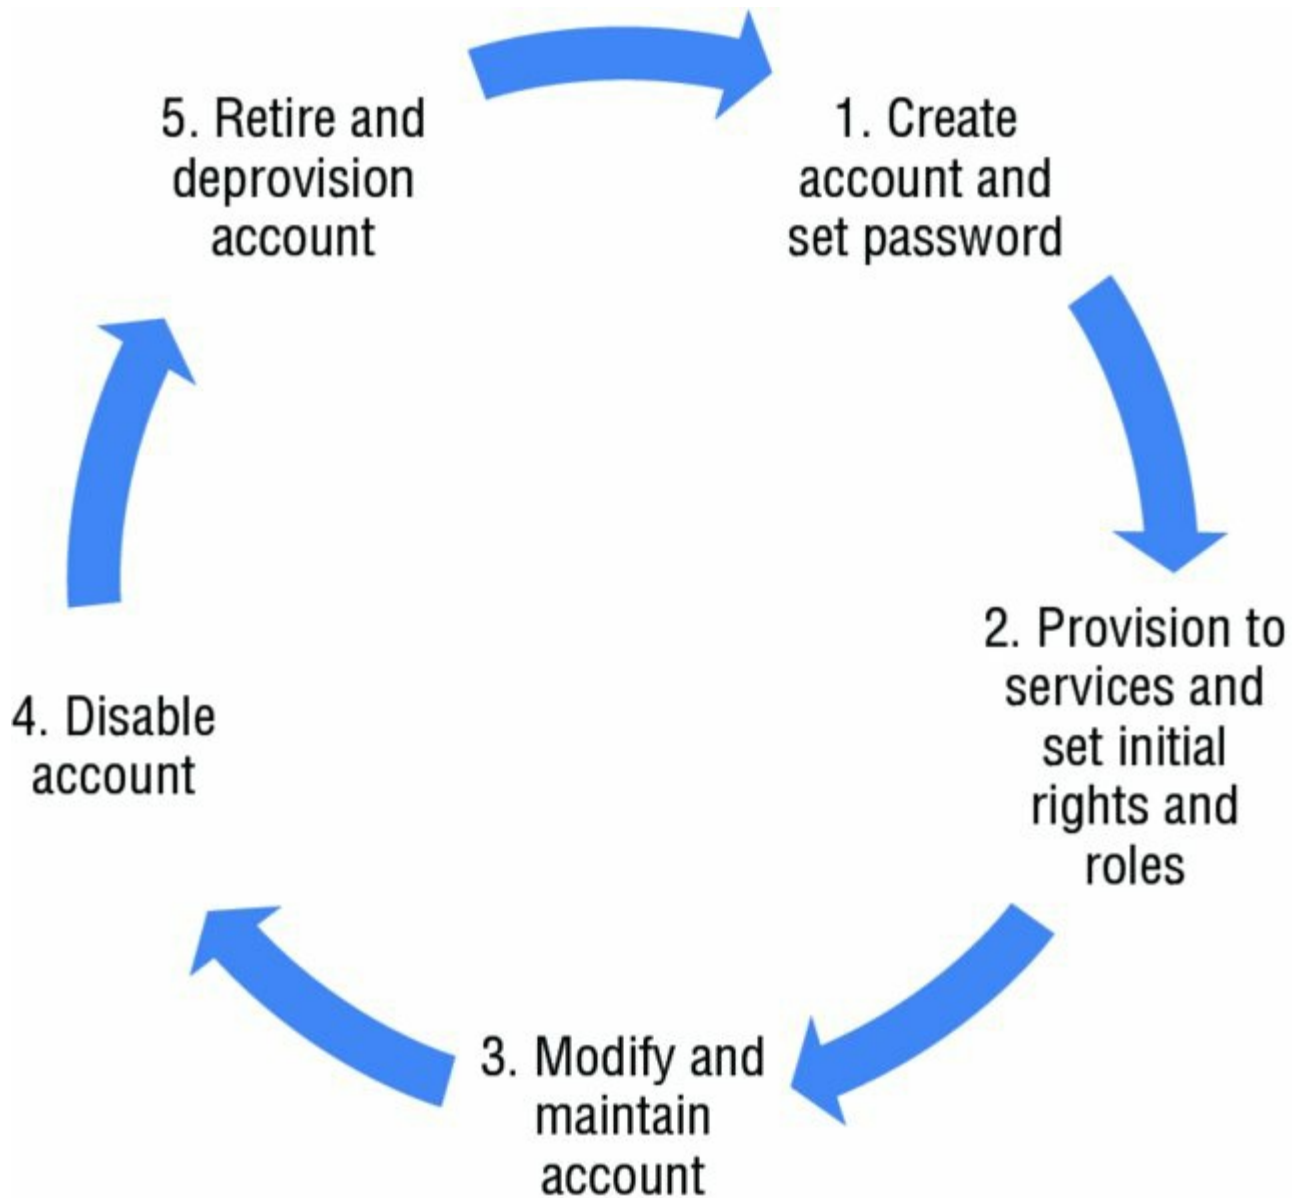 1. Create
account and
set password
2. Provision to
services and
set initial
rights and
roles
3. Modify and
maintain
account
4. Disable
account
5. Retire and
deprovision
account